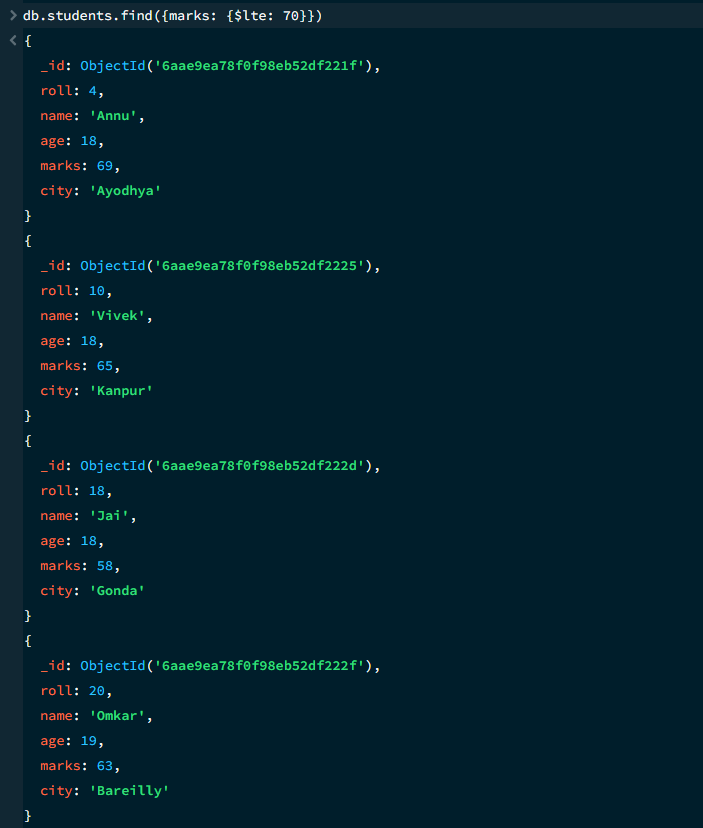 db.students.find({marks: {$lte: 70}})
{
_id: ObjectId('6aae9ea78f0f98eb52df221f'),
roll: 4,
name: 'Annu',
age: 18,
marks: 69,
city: 'Ayodhya'
}
{
_id: ObjectId('6aae9ea78f0f98eb52df2225'),
roll: 10,
name: 'Vivek',
age: 18,
marks: 65,
city: 'Kanpur'
}
{
_id: ObjectId('6aae9ea78f0f98eb52df222d'),
roll: 18,
name: 'Jai',
age: 18,
marks: 58,
city: 'Gonda'
}
{
_id: ObjectId('6aae9ea78f0f98eb52df222f'),
roll: 20,
name: 'Omkar',
age: 19,
marks: 63,
city: 'Bareilly'
}